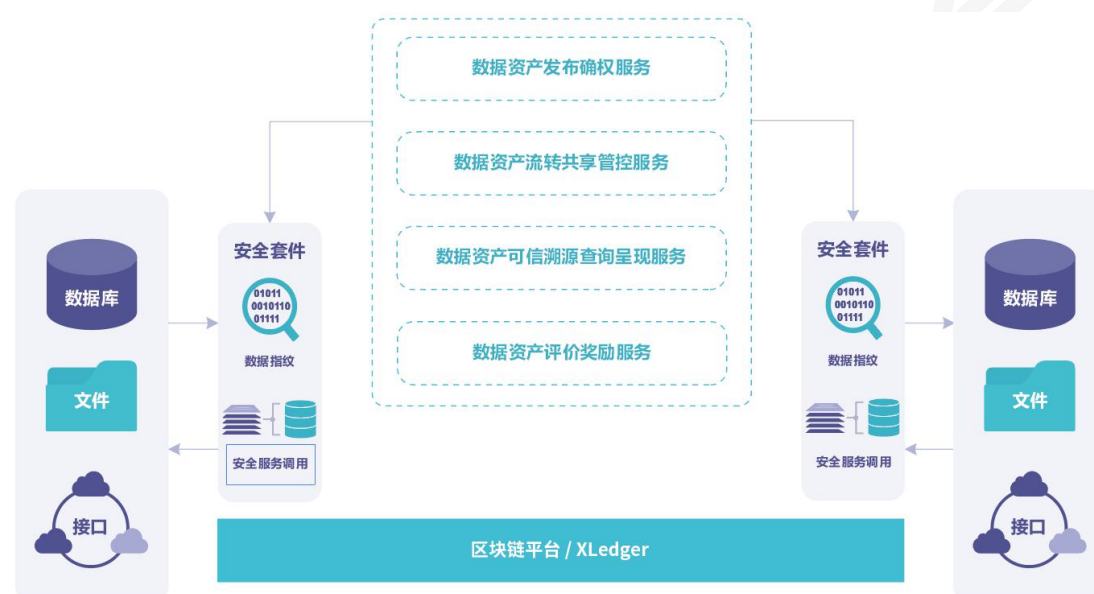 数据资产发布确权服务
数据资产流转共享管控服务
数据资产可信溯源查询呈现服务
数据资产评价奖励服务
数据库
文件
接口
安全套件
01011
0010110
01111
数据指纹
安全服务调用
安全套件
01011
0010110
01111
数据指纹
安全服务调用
数据库
文件
接口
区块链平台 / XLedger